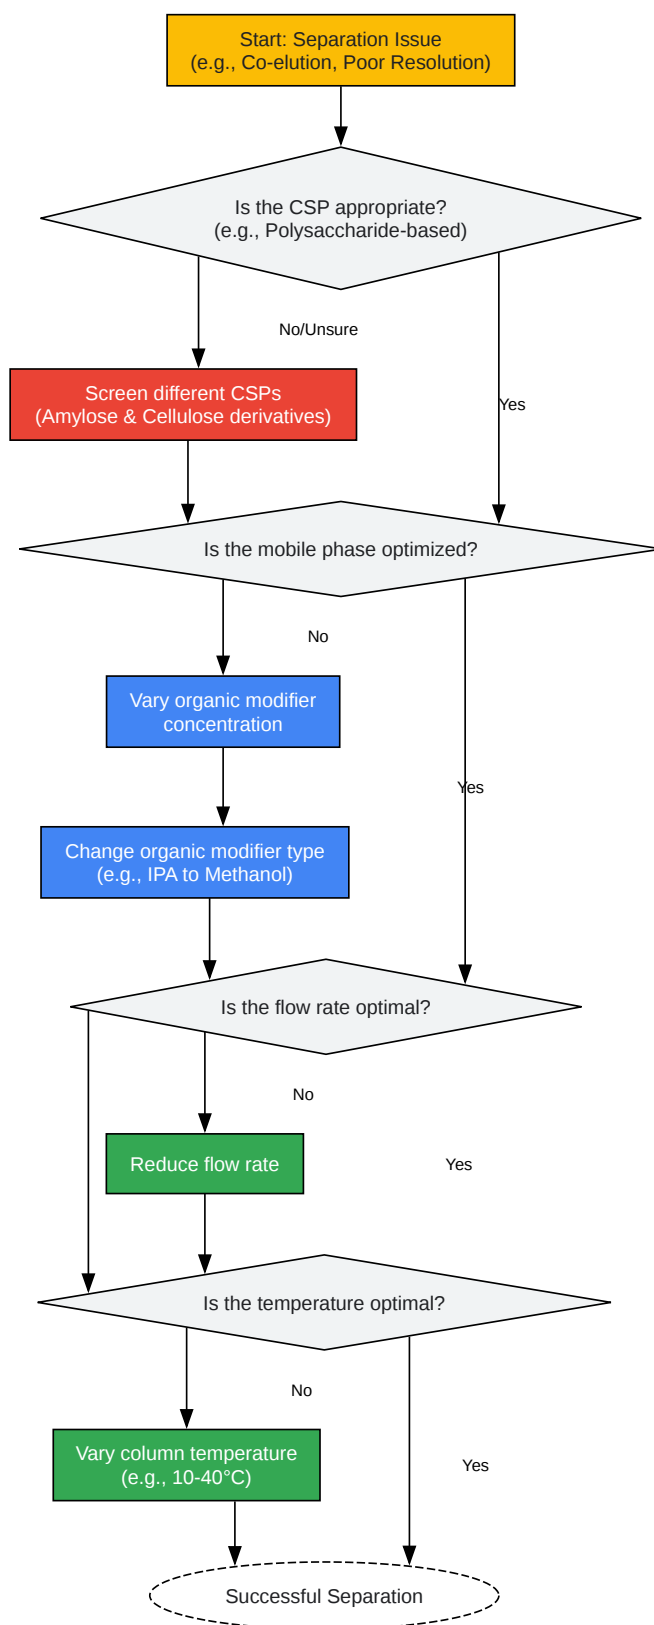 Start: Separation Issue
(e.g., Co-elution, Poor Resolution)
Is the CSP appropriate?
(e.g., Polysaccharide-based)
No/Unsure
Screen different CSPs
(Amylose & Cellulose derivatives)
Yes
Is the mobile phase optimized?
No
Vary organic modifier
concentration
Yes
Change organic modifier type
(e.g., IPA to Methanol)
Is the flow rate optimal?
No
Reduce flow rate
Yes
Is the temperature optimal?
No
Vary column temperature
(e.g., 10-40°C)
Yes
Successful Separation